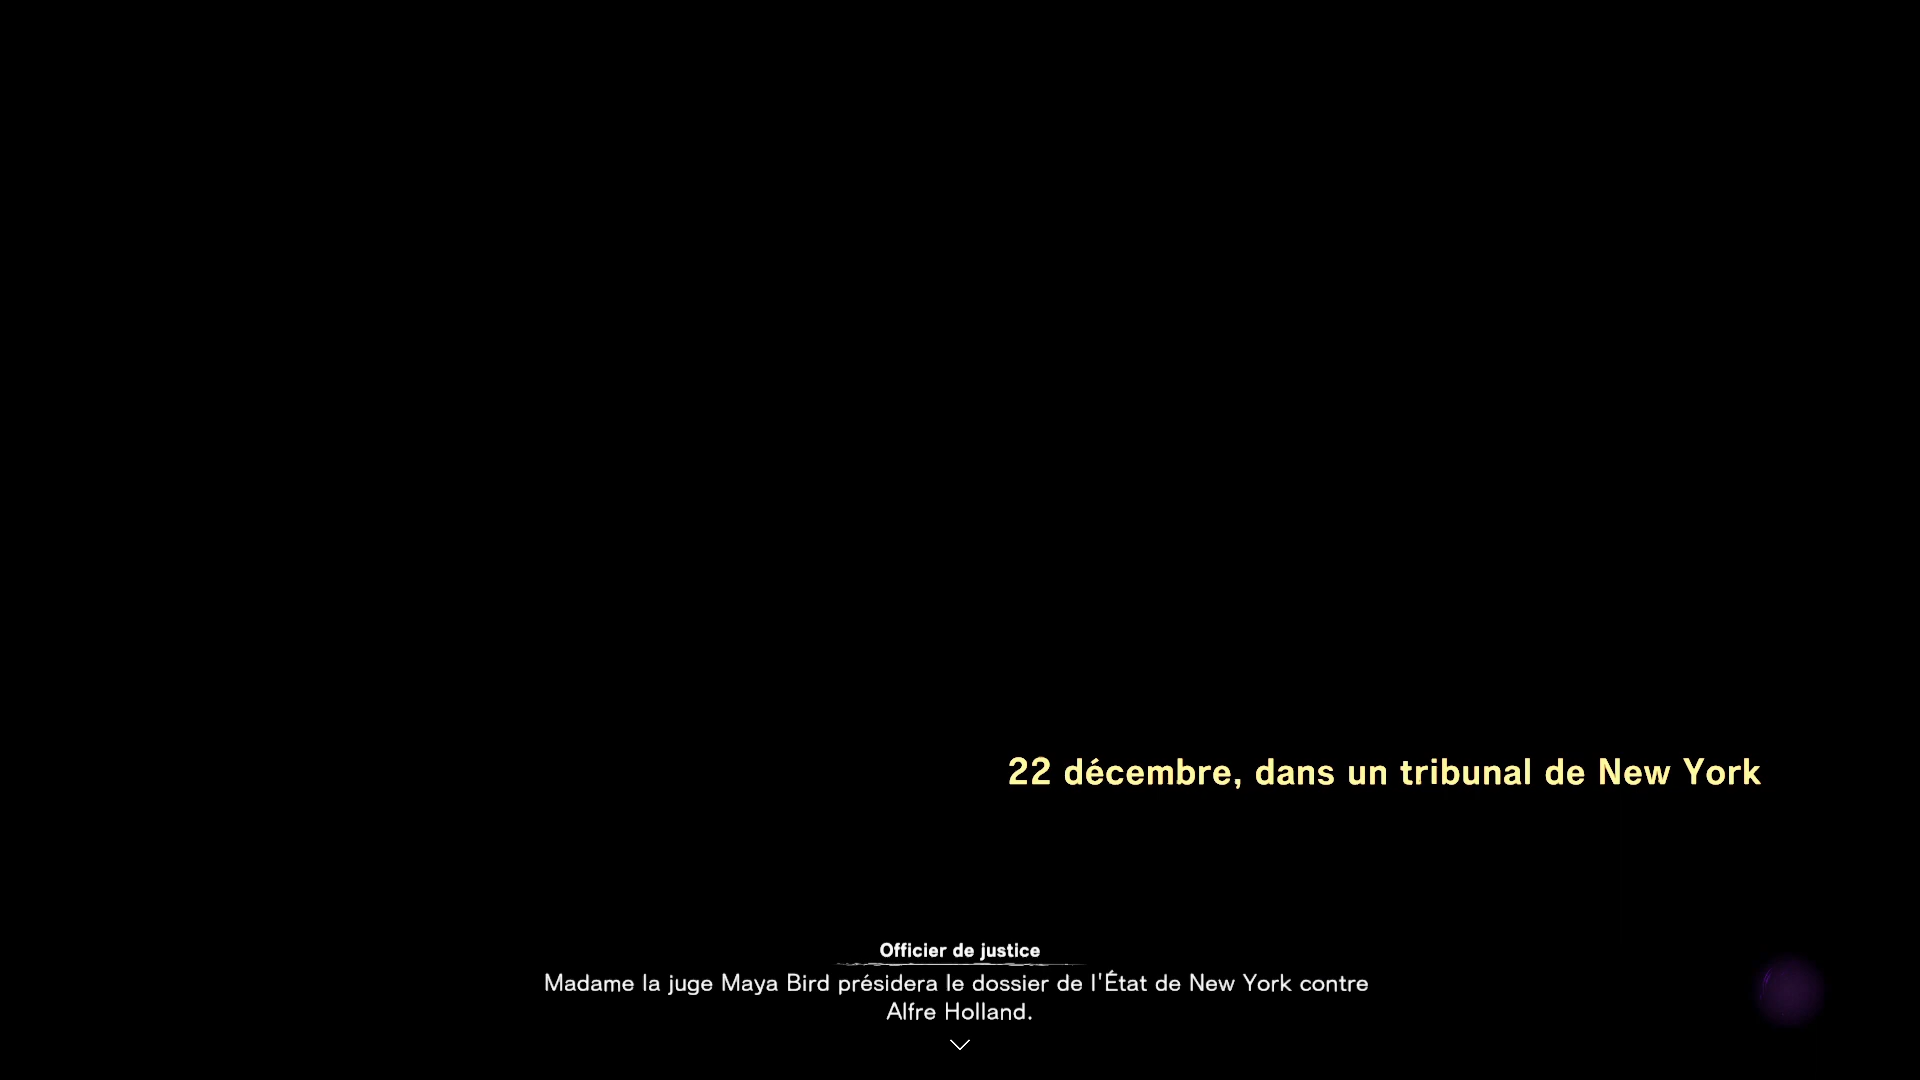 22 décembre, dans un tribunal de New York
Officier de justice
Madame la juge Maya Bird présidera le dossier de l'État de New York contre
Alfre Holland.